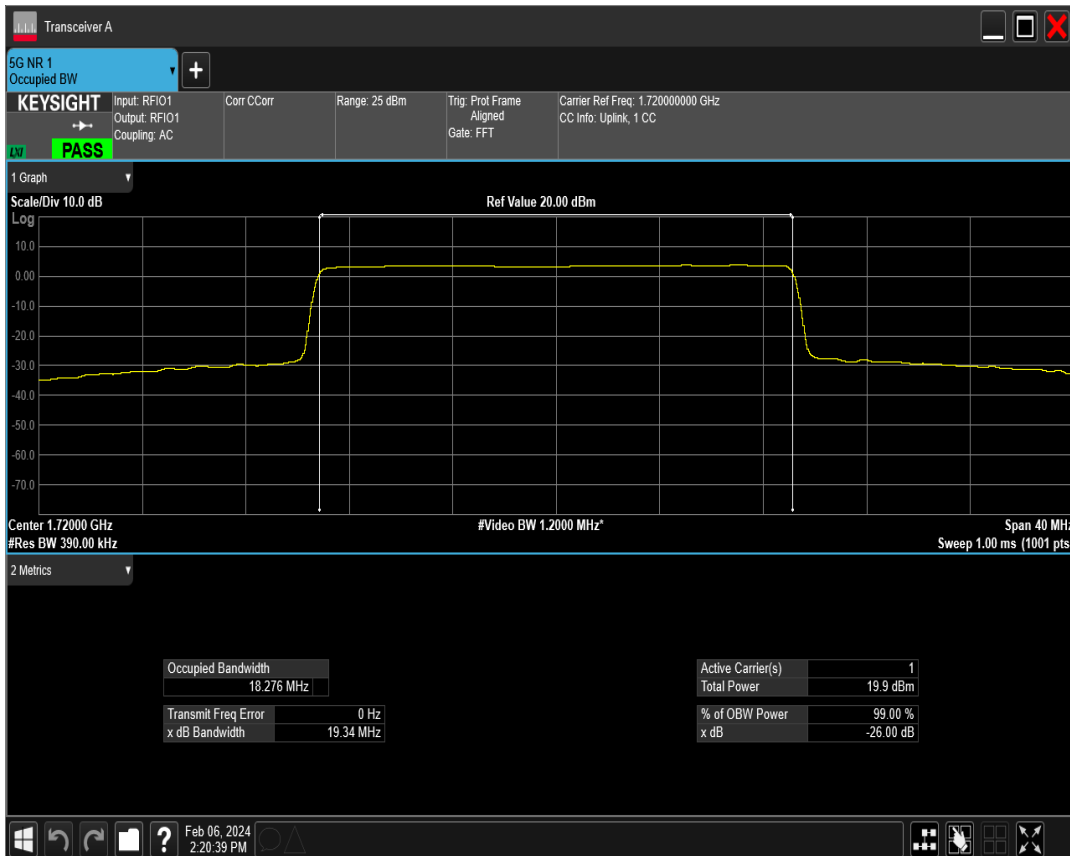 Transceiver A
5G NR 1
Occupied BW
KEYSIGHT
LXI
PASS
Input: RFIO1
Output: RFIO1
Coupling: AC
Corr CCorr
Range: 25 dBm
Trig: Prot Frame
Aligned
Gate: FFT
Carrier Ref Freq: 1.720000000 GHz
CC Info: Uplink, 1 CC
1 Graph
Scale/Div 10.0 dB
Ref Value 20.00 dBm
Log
10.0
0.00
-10.0
-20.0
-30.0
-40.0
-50.0
-60.0
-70.0
Center 1.72000 GHz
#Video BW 1.2000 MHz*
Span 40 MHz
#Res BW 390.00 kHz
Sweep 1.00 ms (1001 pts
2 Metrics
Occupied Bandwidth
18.276 MHz
Transmit Freq Error 0 Hz
x dB Bandwidth 19.34 MHz
Active Carrier(s) 1
Total Power 19.9 dBm
% of OBW Power 99.00 %
x dB -26.00 dB
?
Feb 06, 2024
2:20:39 PM